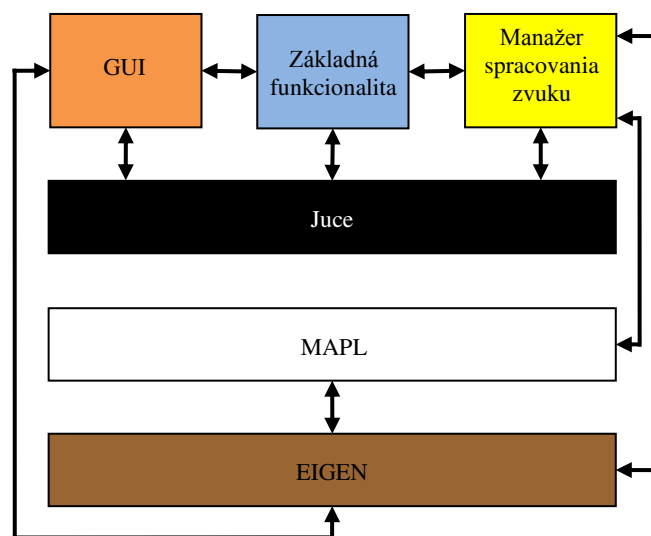 GUI
Základná
funkcionalita
Manažer
spracovania
zvuku
Juce
MAPL
EIGEN